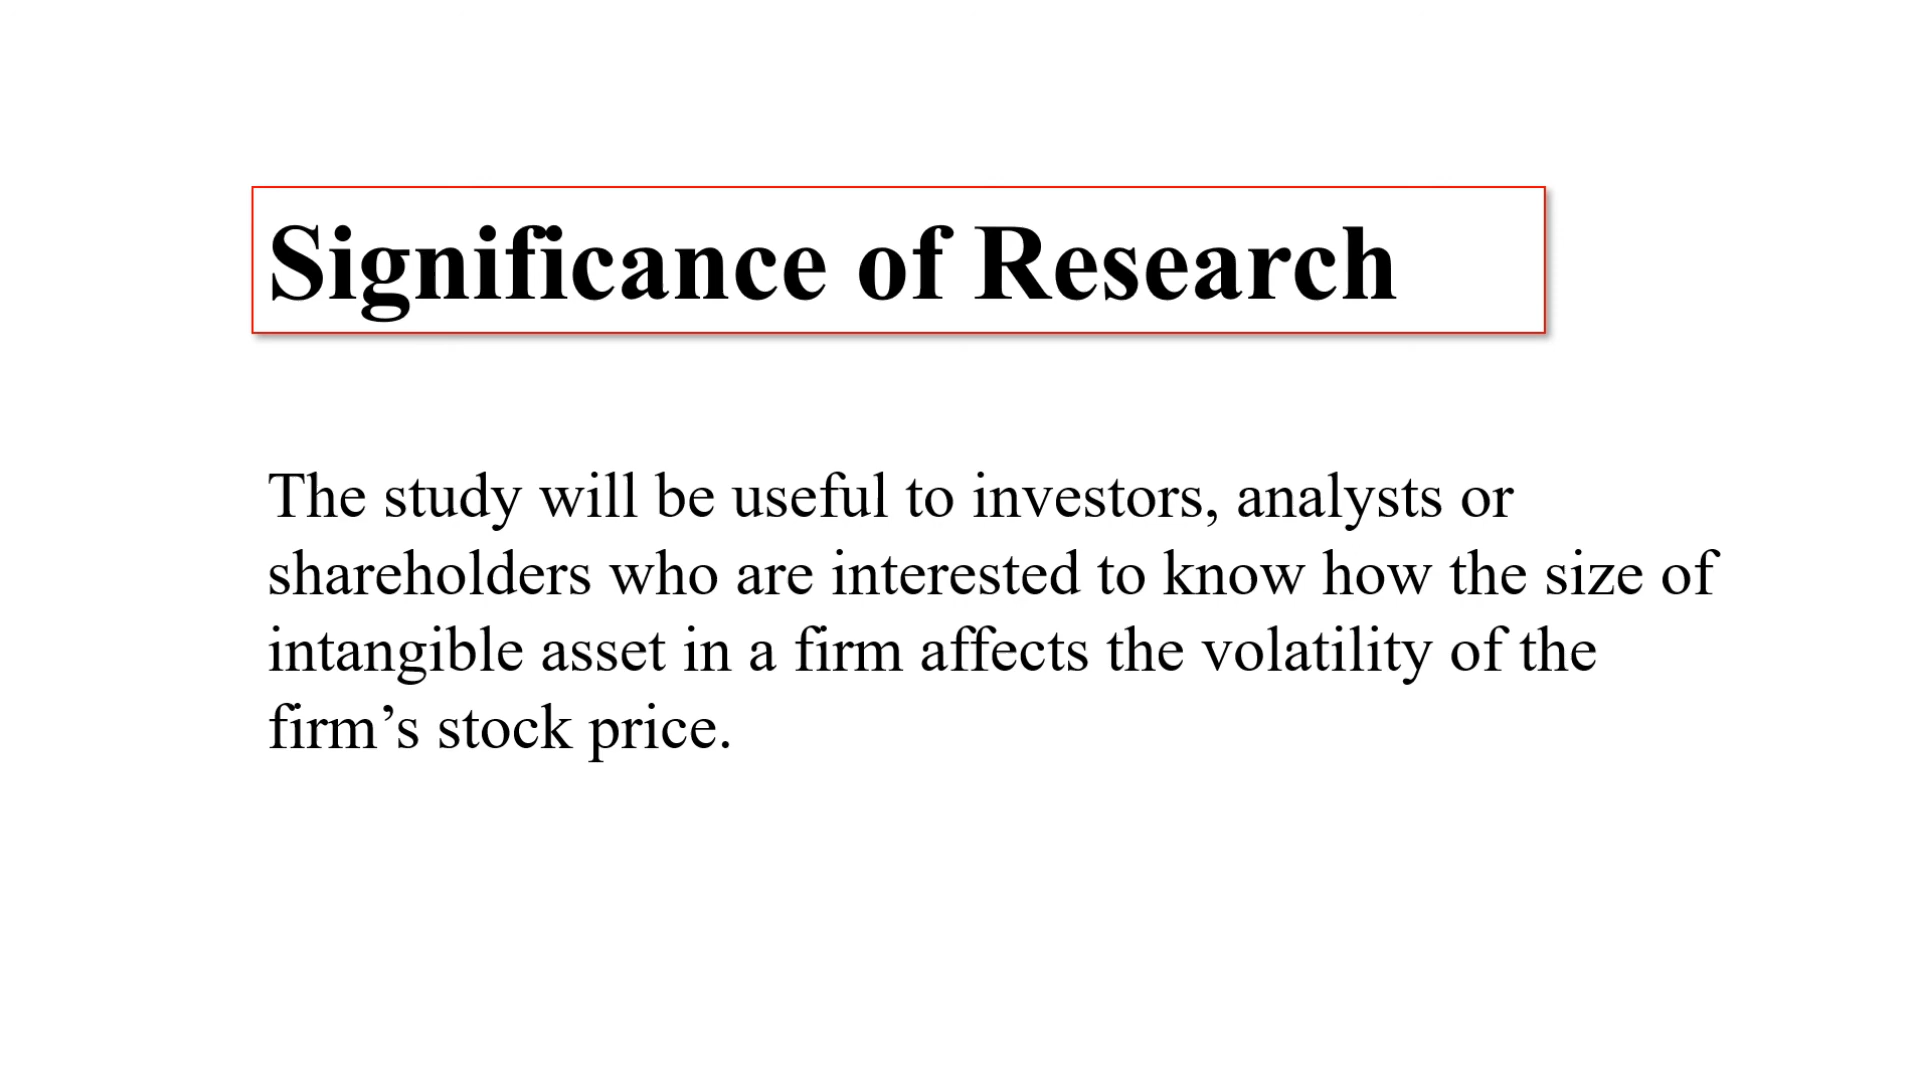 Significance of Research
The study will be useful to investors, analysts or
shareholders who are interested to know how the size of
intangible asset in a firm affects the volatility of the
firm’s stock price.